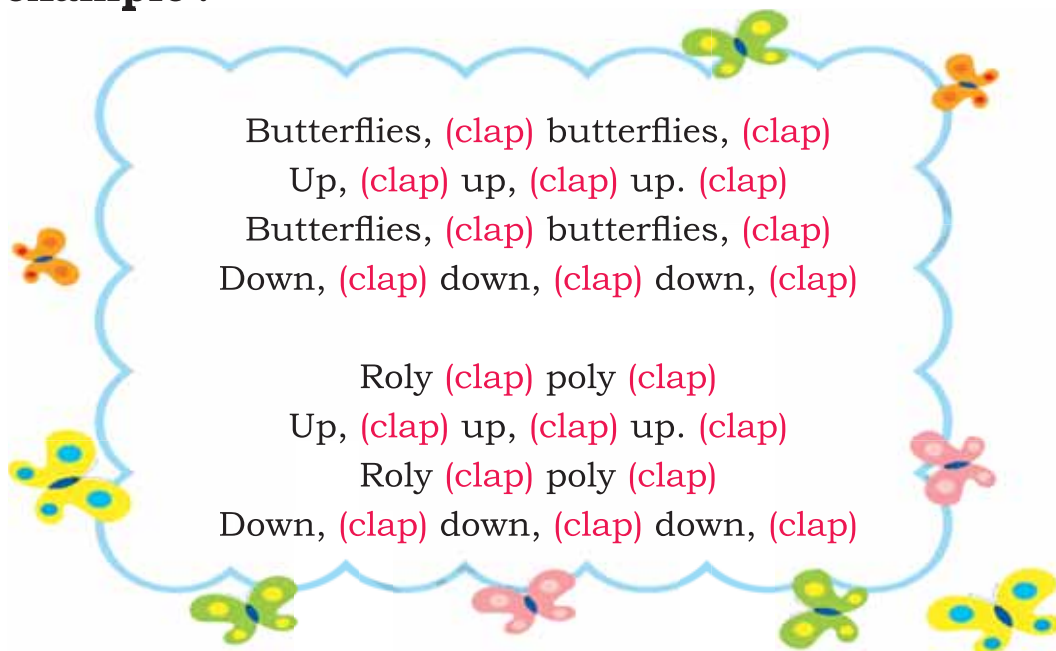 example :
Butterflies, (clap) butterflies, (clap)
Up, (clap) up, (clap) up. (clap)
Butterflies, (clap) butterflies, (clap)
Down, (clap) down, (clap) down, (clap)
Roly (clap) poly (clap)
Up, (clap) up, (clap) up. (clap)
Roly (clap) poly (clap)
Down, (clap) down, (clap) down, (clap)